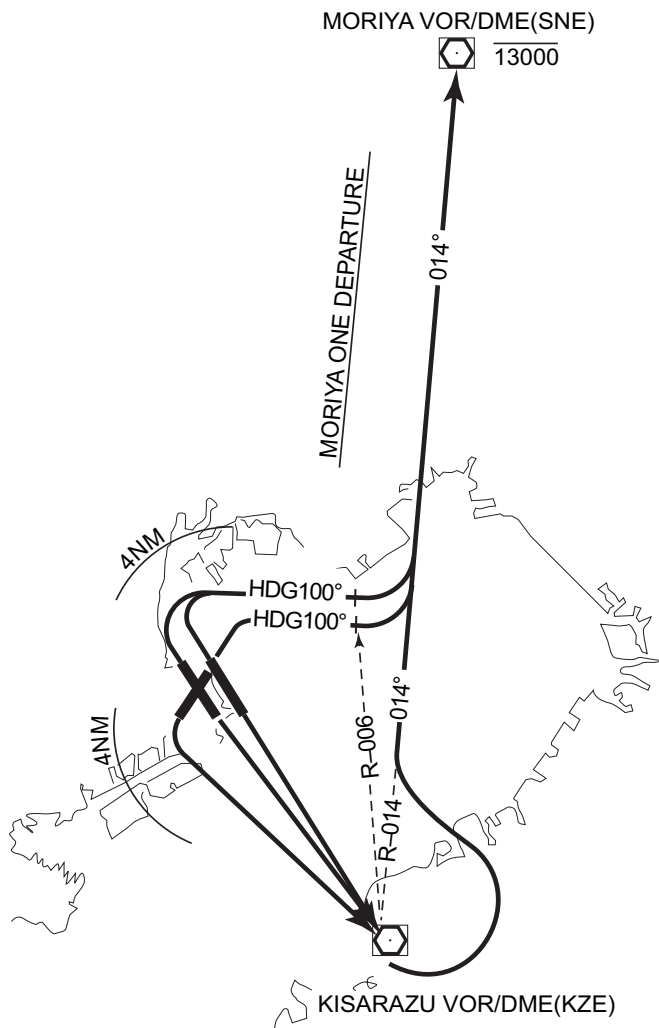 MORIYA VOR/DME(SNE)
13000
MORIYA ONE DEPARTURE
014°
4NM
HDG100°
HDG100°
014°
4NM
R-006
R-014
KISARAZU VOR/DME(KZE)